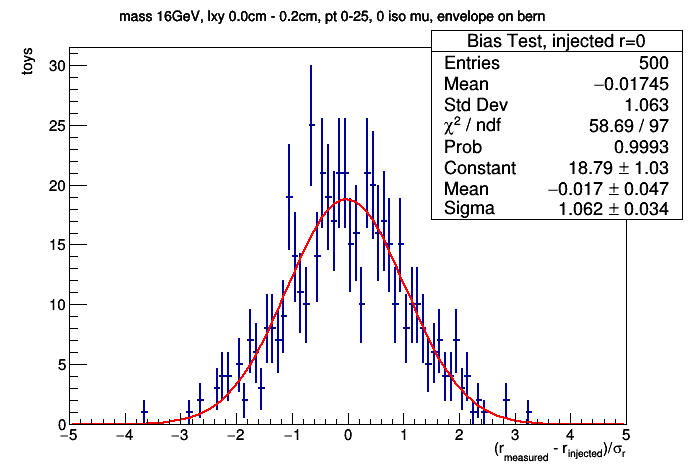 mass 16GeV, lxy 0.0cm - 0.2cm, pt 0-25, 0 iso mu, envelope on bern
Bias Test, injected r=0
Entries 500
Mean −0.01745
Std Dev 1.063
χ² / ndf 58.69 / 97
Prob 0.9993
Constant 18.79 ± 1.03
Mean −0.017 ± 0.047
Sigma 1.062 ± 0.034
toys
30
25
20
15
10
5
0
−5 −4 −3 −2 −1 0 1 2 3 4 5
(r_measured - r_injected)/σ_r